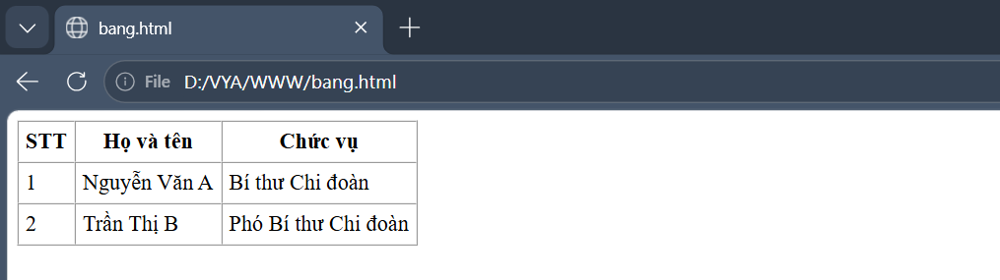 bang.html
File D:/VYA/WWW/bang.html
STT Họ và tên Chức vụ
1 Nguyễn Văn A Bí thư Chi đoàn
2 Trần Thị B Phó Bí thư Chi đoàn